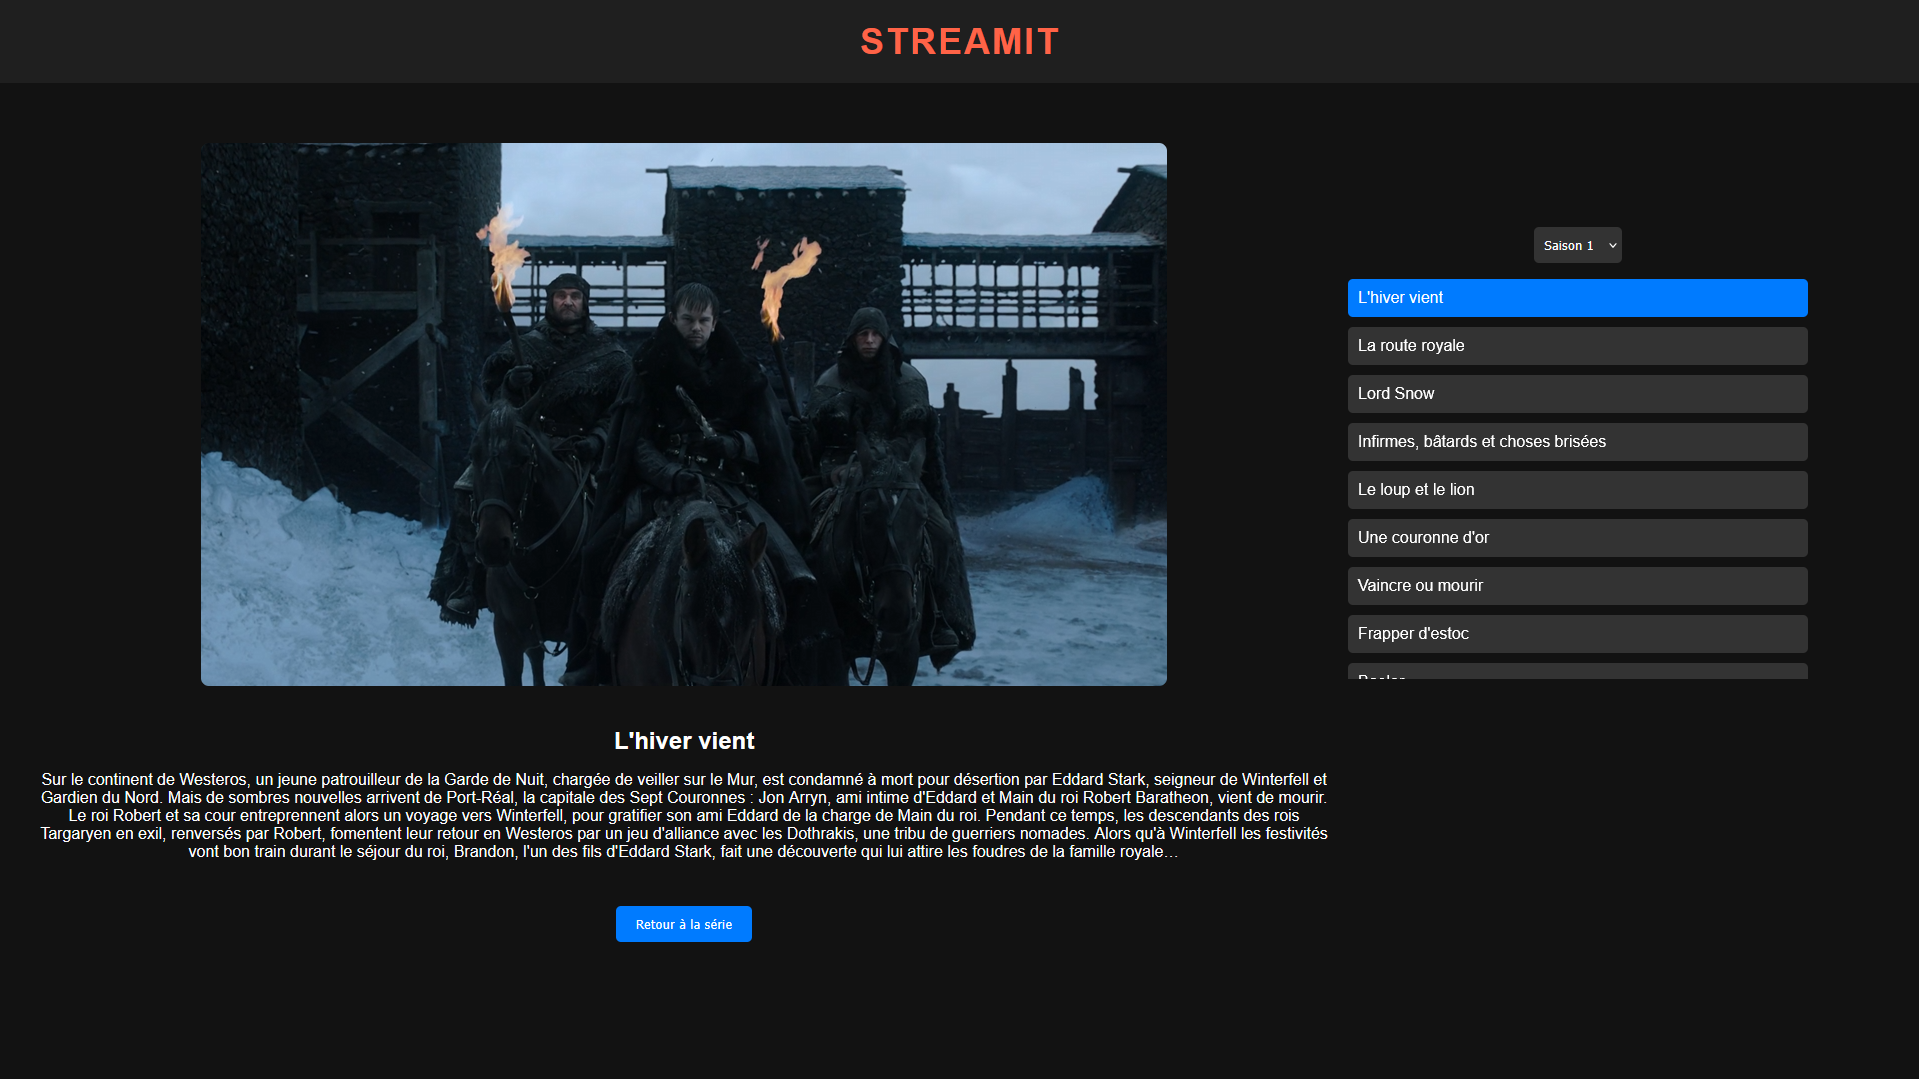 STREAMIT
Saison 1
L'hiver vient
La route royale
Lord Snow
Infirmes, bâtards et choses brisées
Le loup et le lion
Une couronne d'or
Vaincre ou mourir
Frapper d'estoc
L'hiver vient
Sur le continent de Westeros, un jeune patrouilleur de la Garde de Nuit, chargée de veiller sur le Mur, est condamné à mort pour désertion par Eddard Stark, seigneur de Winterfell et
Gardien du Nord. Mais de sombres nouvelles arrivent de Port-Réal, la capitale des Sept Couronnes : Jon Arryn, ami intime d'Eddard et Main du roi Robert Baratheon, vient de mourir.
Le roi Robert et sa cour entreprennent alors un voyage vers Winterfell, pour gratifier son ami Eddard de la charge de Main du roi. Pendant ce temps, les descendants des rois
Targaryen en exil, renversés par Robert, fomentent leur retour en Westeros par un jeu d'alliance avec les Dothrakis, une tribu de guerriers nomades. Alors qu'à Winterfell les festivités
vont bon train durant le séjour du roi, Brandon, l'un des fils d'Eddard Stark, fait une découverte qui lui attire les foudres de la famille royale…
Retour à la série